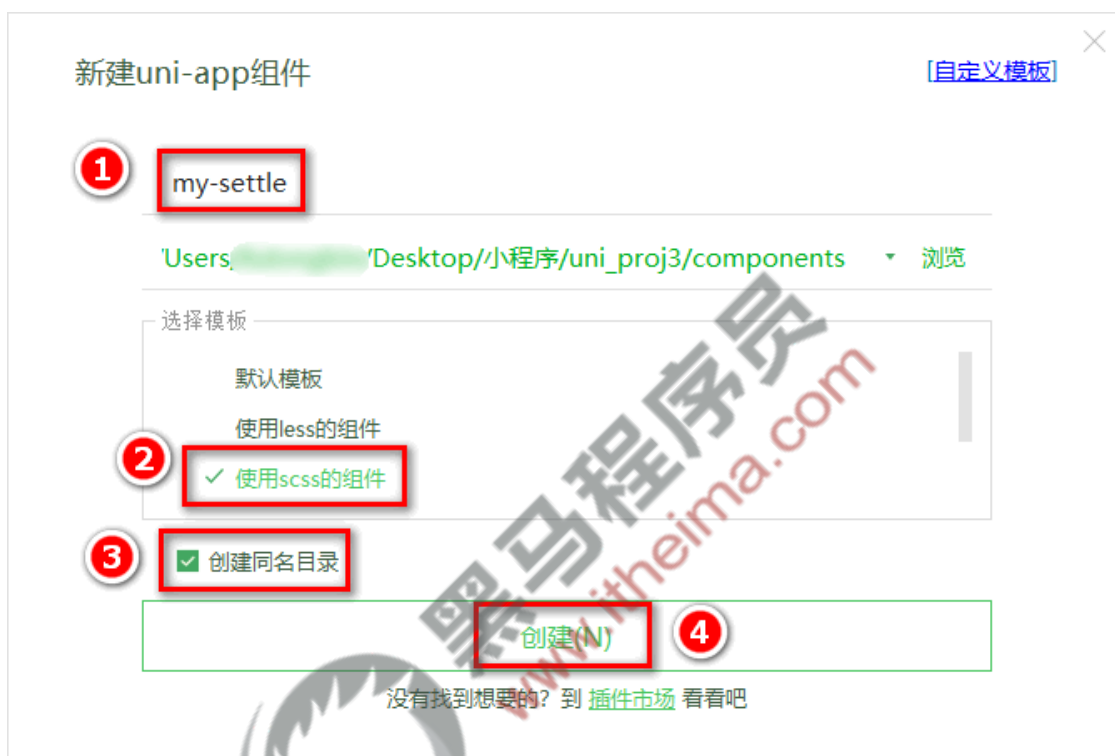 新建uni-app组件
[自定义模板]
1
my-settle
/Users/ /Desktop/小程序/uni_proj3/components
浏览
选择模板
默认模板
使用less的组件
2
使用scss的组件
3
创建同名目录
创建(N)
4
没有找到想要的？到 插件市场 看看吧
黑马程序员
www.itheima.com